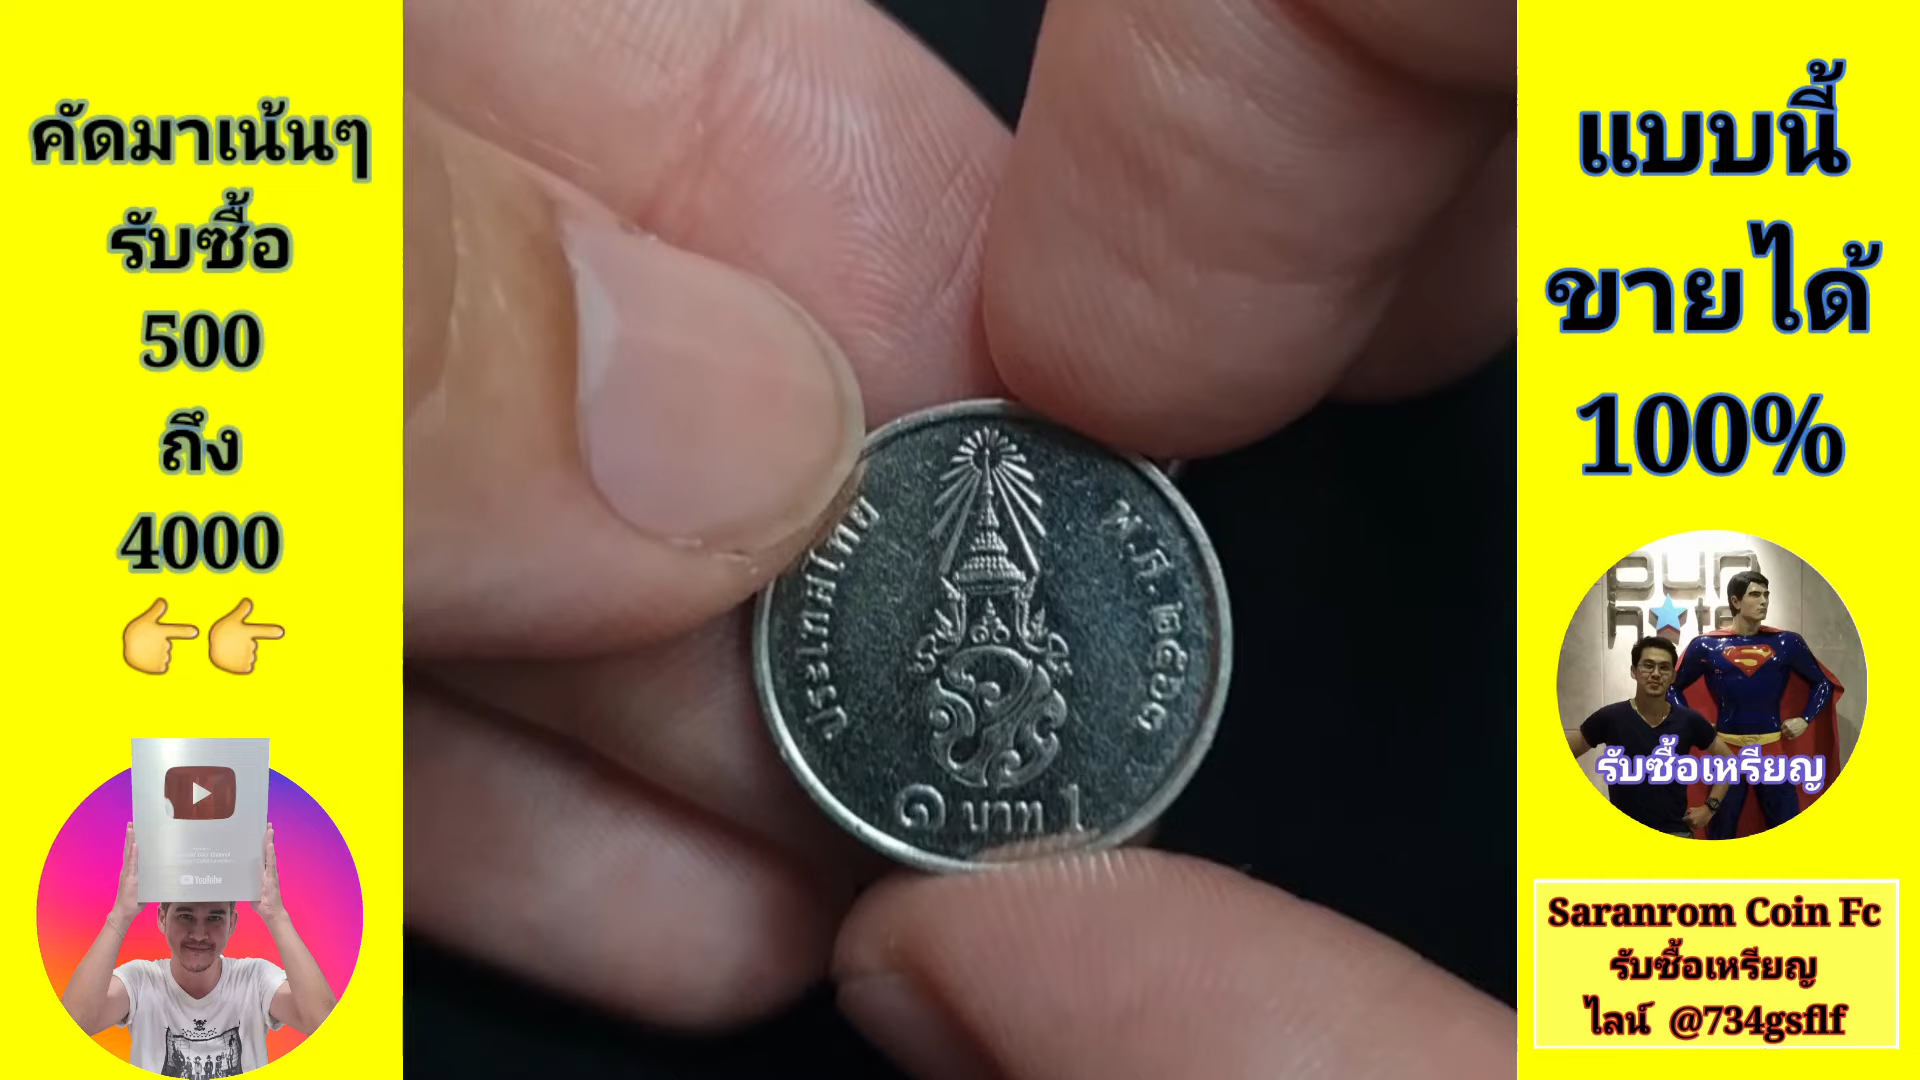 คัดมาเน้นๆ
รับซื้อ
500
ถึง
4000
YouTube
ประเทศไทย
พ.ศ. ๒๕๖๓
๑ บาท 1
แบบนี้
ขายได้
100%
pun
รับซื้อเหรียญ
Saranrom Coin Fc
รับซื้อเหรียญ
ไลน์ @734gsflf